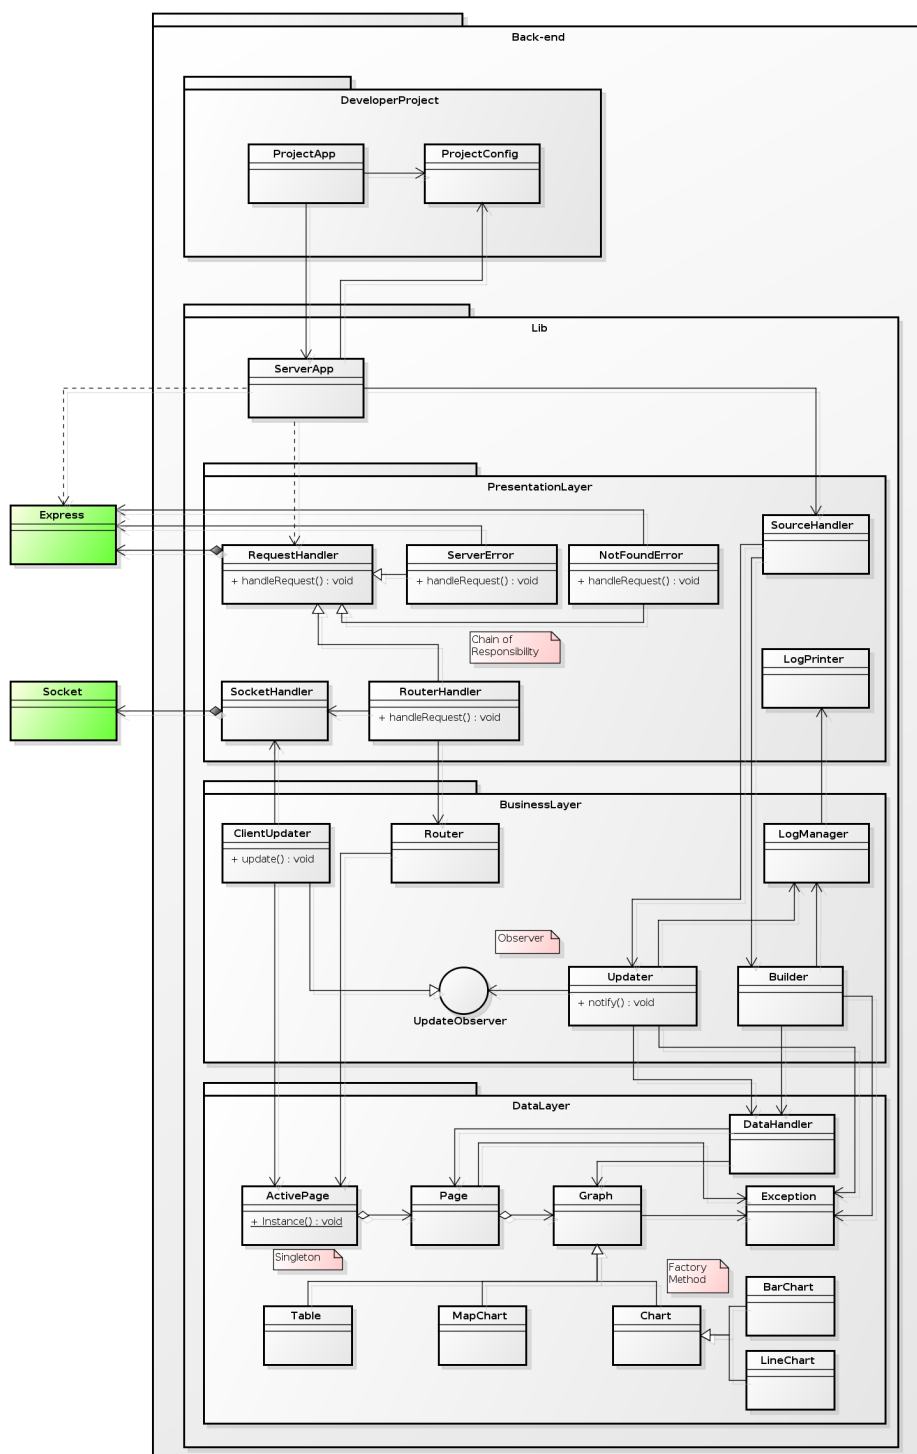 Back-end
DeveloperProject
ProjectApp
ProjectConfig
Lib
ServerApp
PresentationLayer
Express
SourceHandler
RequestHandler
+ handleRequest() : void
ServerError
+ handleRequest() : void
NotFoundError
+ handleRequest() : void
Chain of
Responsibility
LogPrinter
Socket
SocketHandler
RouterHandler
+ handleRequest() : void
BusinessLayer
ClientUpdater
+ update() : void
Router
LogManager
Observer
UpdateObserver
Updater
+ notify() : void
Builder
DataLayer
DataHandler
ActivePage
+ Instance() : void
Page
Graph
Exception
Singleton
Factory
Method
Table
MapChart
Chart
BarChart
LineChart